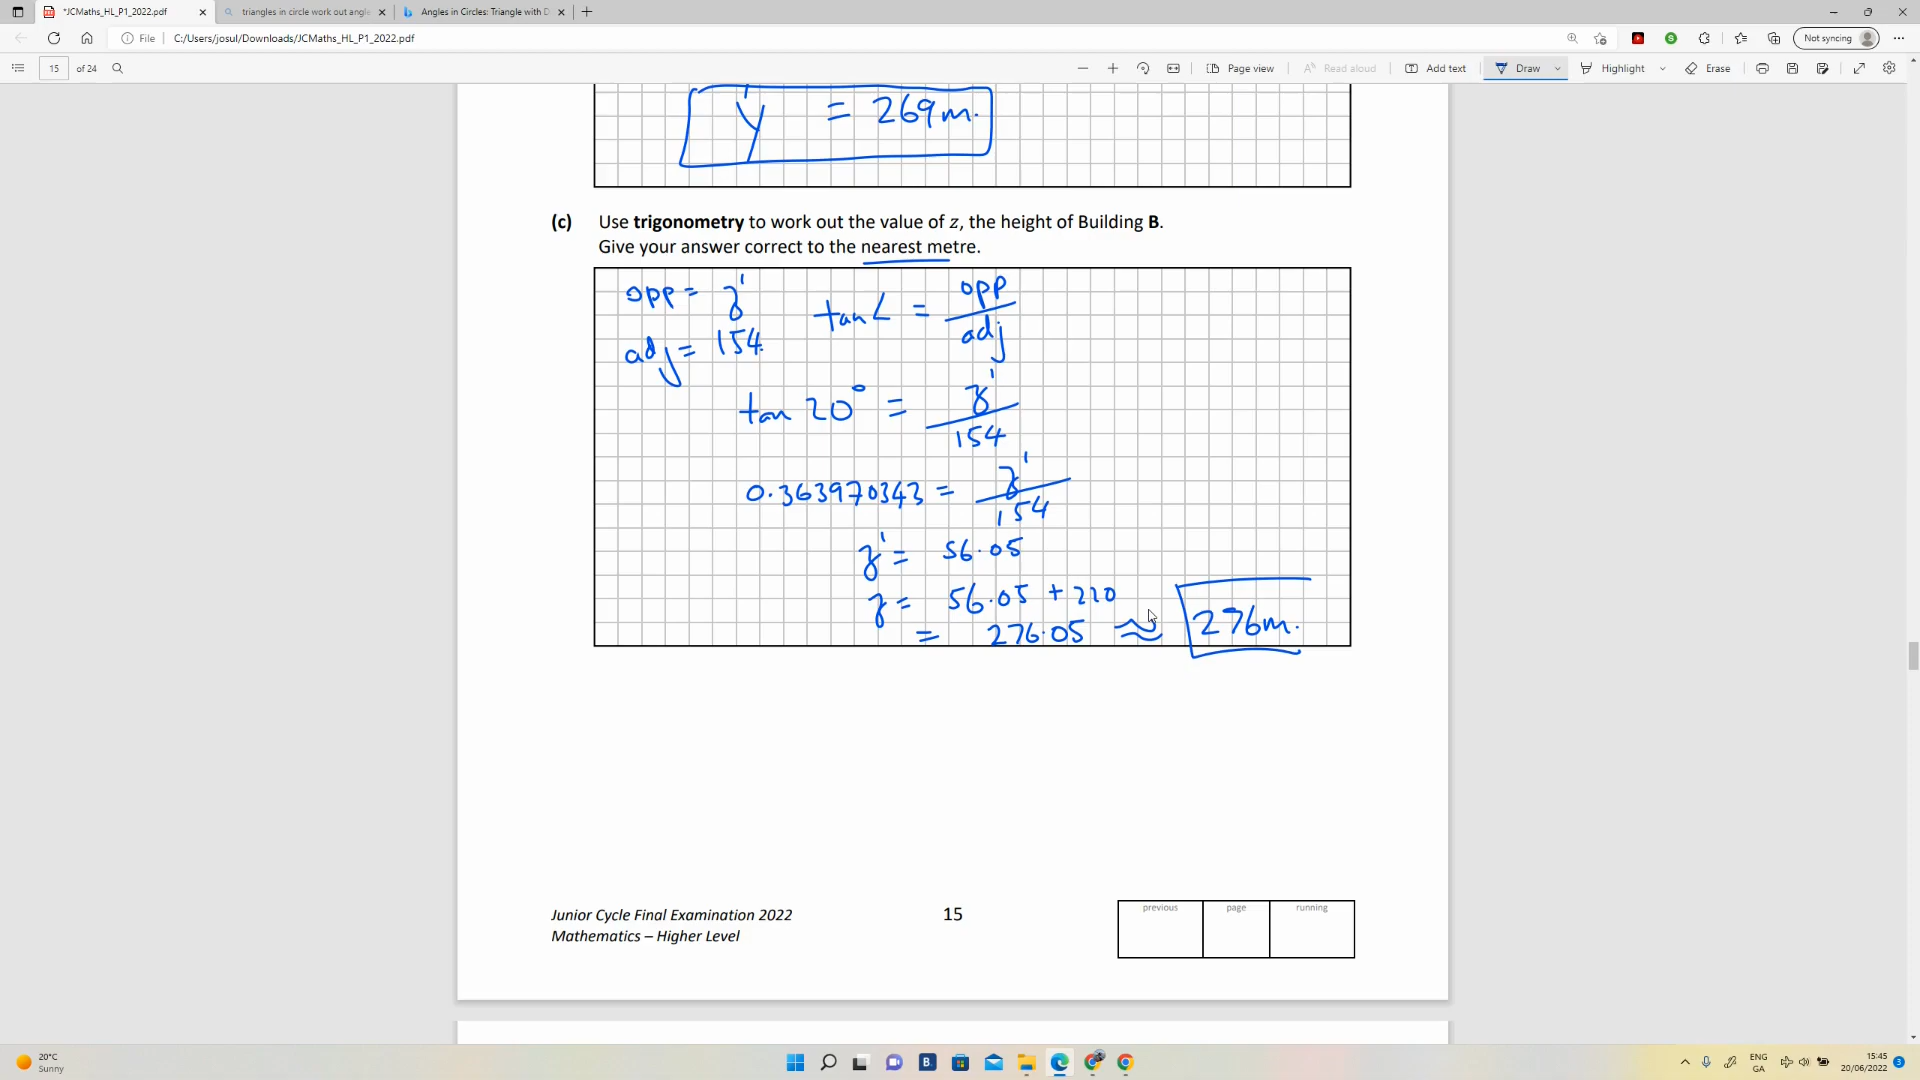 *JCMaths_HL_P1_2022.pdf
triangles in circle work out angle
Angles in Circles: Triangle with D
File
C:/Users/josul/Downloads/JCMaths_HL_P1_2022.pdf
Not syncing
15 of 24
Page view
Read aloud
Add text
Draw
Highlight
Erase
y = 269m.
(c) Use trigonometry to work out the value of z, the height of Building B.
Give your answer correct to the nearest metre.
opp = z'
adj = 154
tan ∠ = opp/adj
tan 20° = z'/154
0.363970343 = z'/154
z' = 56.05
z = 56.05 + 220
= 276.05 ≈ 276m.
Junior Cycle Final Examination 2022
Mathematics – Higher Level
15
previous page running
20°C
Sunny
ENG
GA
15:45
20/06/2022
3